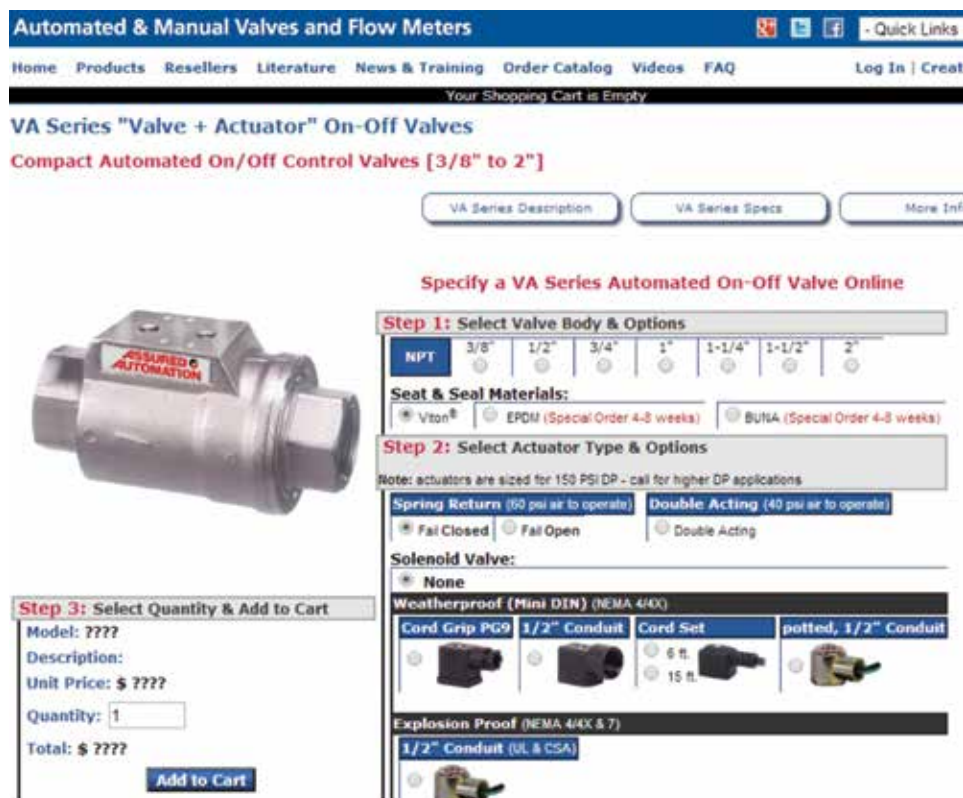 Automated & Manual Valves and Flow Meters
- Quick Links
Home Products Resellers Literature News & Training Order Catalog Videos FAQ Log In | Creat
Your Shopping Cart is Empty
VA Series "Valve + Actuator" On-Off Valves
Compact Automated On/Off Control Valves [3/8" to 2"]
VA Series Description VA Series Specs More Inf
Specify a VA Series Automated On-Off Valve Online
Step 1: Select Valve Body & Options
NPT 3/8" 1/2" 3/4" 1" 1-1/4" 1-1/2" 2"
Seat & Seal Materials:
Viton® EPDM (Special Order 4-8 weeks) BUNA (Special Order 4-8 weeks)
ASSURED
AUTOMATION
Step 2: Select Actuator Type & Options
Note: actuators are sized for 150 PSI DP - call for higher DP applications
Spring Return (60 psi air to operate) Double Acting (40 psi air to operate)
Fail Closed Fail Open Double Acting
Solenoid Valve:
None
Weatherproof (Mini DIN) (NEMA 4/4X)
Cord Grip PG9 1/2" Conduit Cord Set potted, 1/2" Conduit
6 ft.
15 ft.
Explosion Proof (NEMA 4/4X & 7)
1/2" Conduit (UL & CSA)
Step 3: Select Quantity & Add to Cart
Model: ????
Description:
Unit Price: $ ????
Quantity: 1
Total: $ ????
Add to Cart